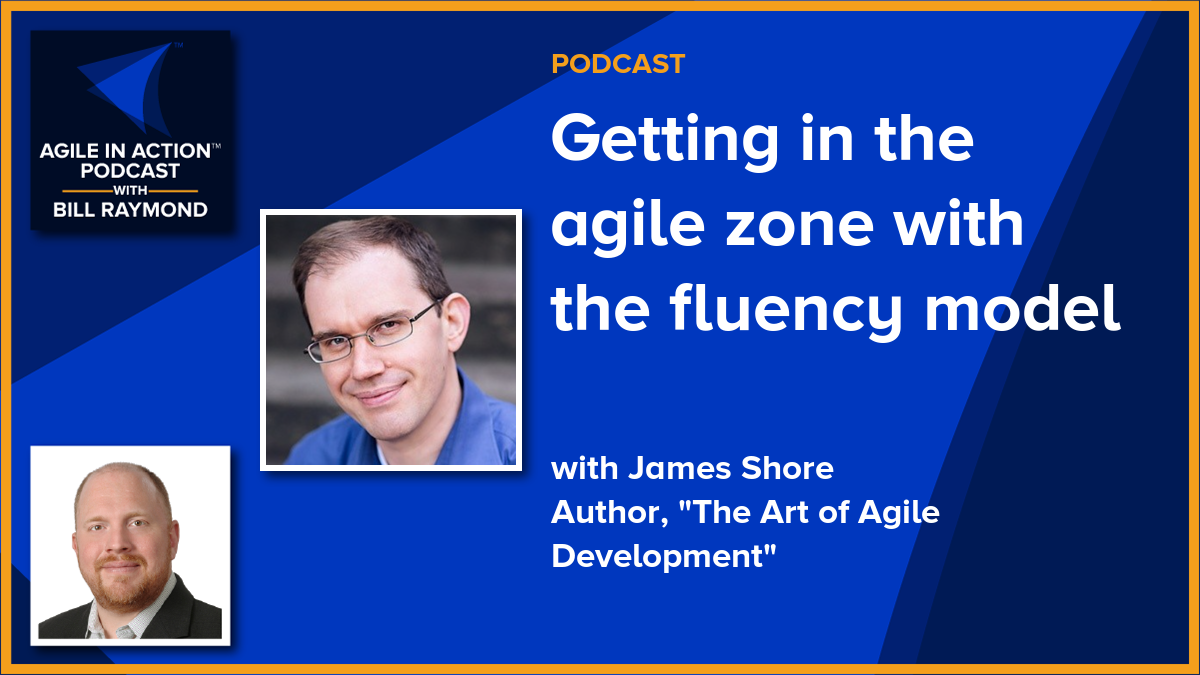 AGILE IN ACTION™
PODCAST
WITH
BILL RAYMOND
PODCAST
Getting in the
agile zone with
the fluency model
with James Shore
Author, "The Art of Agile
Development"